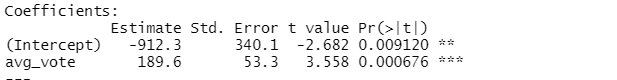 Coefficients:
Estimate Std. Error t value Pr(>|t|)
(Intercept) -912.3 340.1 -2.682 0.009120 **
avg_vote 189.6 53.3 3.558 0.000676 ***
---